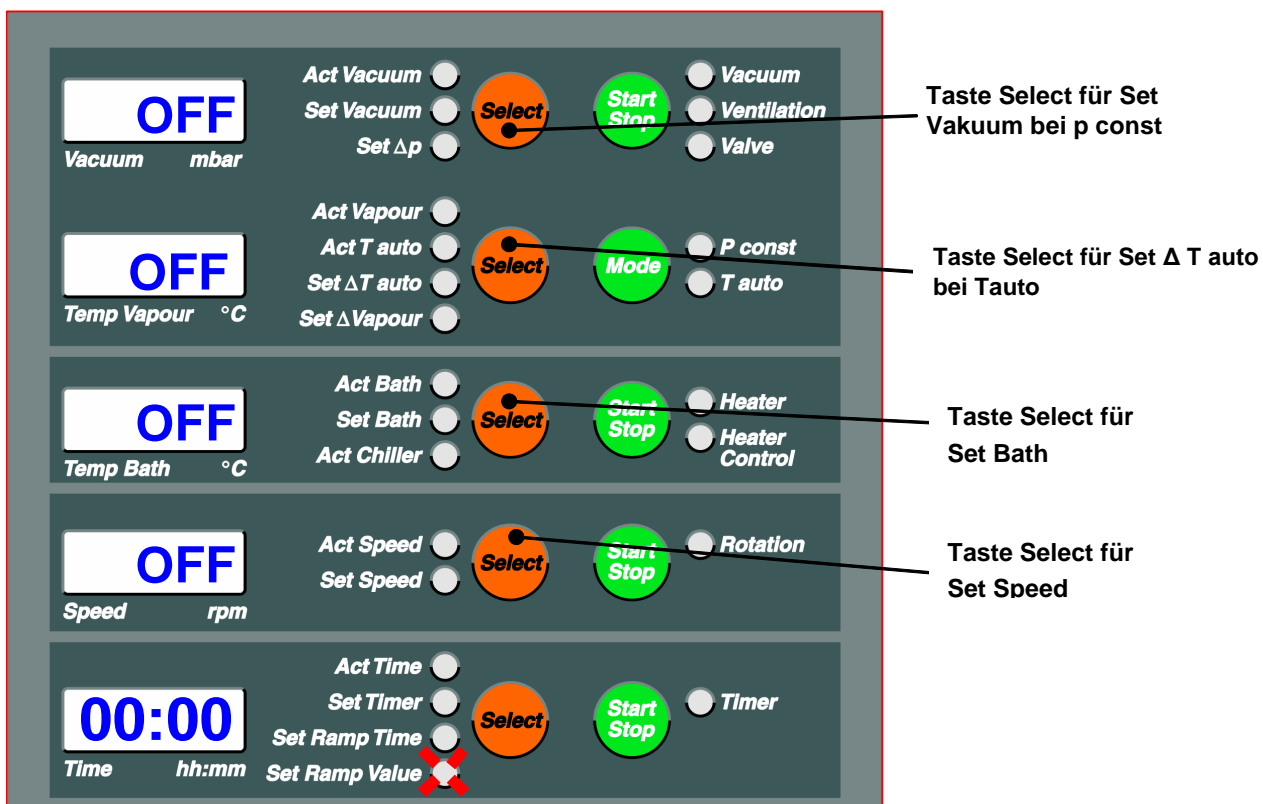 OFF
Vacuum mbar
Act Vacuum
Set Vacuum
Set Δp
Select
Start
Stop
Vacuum
Ventilation
Valve
Taste Select für Set
Vakuum bei p const
OFF
Temp Vapour °C
Act Vapour
Act T auto
Set ΔT auto
Set ΔVapour
Select
Mode
P const
T auto
Taste Select für Set Δ T auto
bei Tauto
OFF
Temp Bath °C
Act Bath
Set Bath
Act Chiller
Select
Start
Stop
Heater
Heater
Control
Taste Select für
Set Bath
OFF
Speed rpm
Act Speed
Set Speed
Select
Start
Stop
Rotation
Taste Select für
Set Speed
00:00
Time hh:mm
Act Time
Set Timer
Set Ramp Time
Set Ramp Value
Select
Start
Stop
Timer